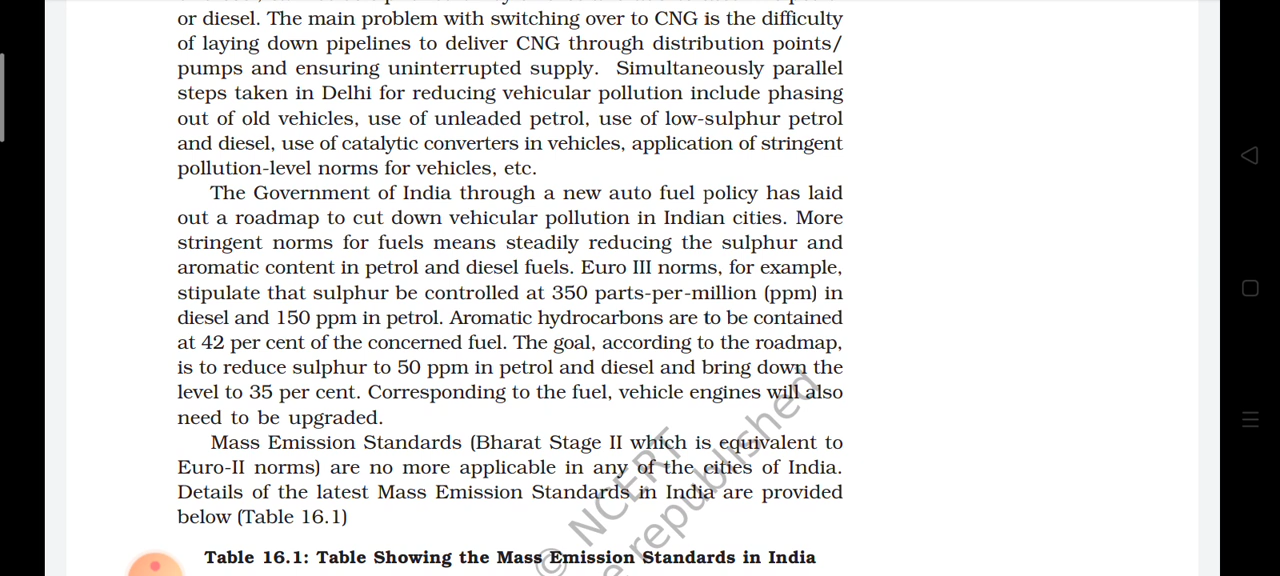 or diesel. The main problem with switching over to CNG is the difficulty
of laying down pipelines to deliver CNG through distribution points/
pumps and ensuring uninterrupted supply. Simultaneously parallel
steps taken in Delhi for reducing vehicular pollution include phasing
out of old vehicles, use of unleaded petrol, use of low-sulphur petrol
and diesel, use of catalytic converters in vehicles, application of stringent
pollution-level norms for vehicles, etc.
The Government of India through a new auto fuel policy has laid
out a roadmap to cut down vehicular pollution in Indian cities. More
stringent norms for fuels means steadily reducing the sulphur and
aromatic content in petrol and diesel fuels. Euro III norms, for example,
stipulate that sulphur be controlled at 350 parts-per-million (ppm) in
diesel and 150 ppm in petrol. Aromatic hydrocarbons are to be contained
at 42 per cent of the concerned fuel. The goal, according to the roadmap,
is to reduce sulphur to 50 ppm in petrol and diesel and bring down the
level to 35 per cent. Corresponding to the fuel, vehicle engines will also
need to be upgraded.
Mass Emission Standards (Bharat Stage II which is equivalent to
Euro-II norms) are no more applicable in any of the cities of India.
Details of the latest Mass Emission Standards in India are provided
below (Table 16.1)
Table 16.1: Table Showing the Mass Emission Standards in India
© NCERT
republished